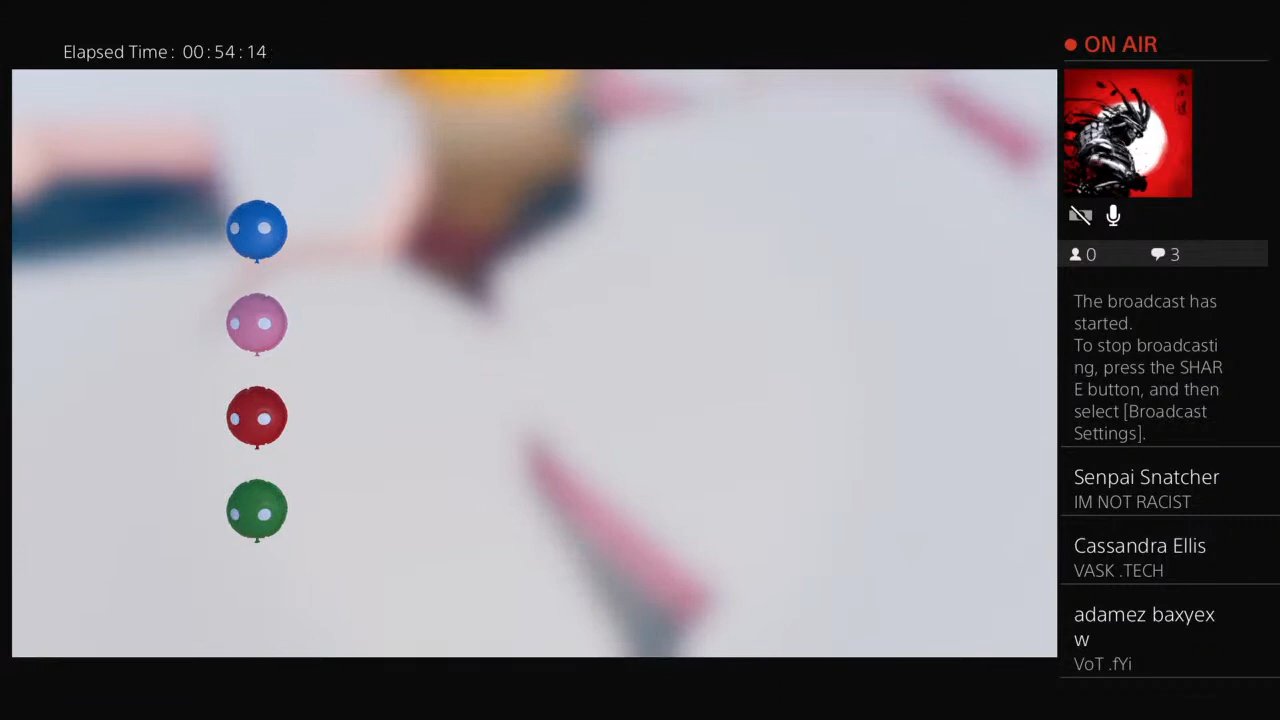 Elapsed Time: 00:54:14
ON AIR
0 3
The broadcast has
started.
To stop broadcasti
ng, press the SHAR
E button, and then
select [Broadcast
Settings].
Senpai Snatcher
IM NOT RACIST
Cassandra Ellis
VASK .TECH
adamez baxyex
w
VoT .fYi